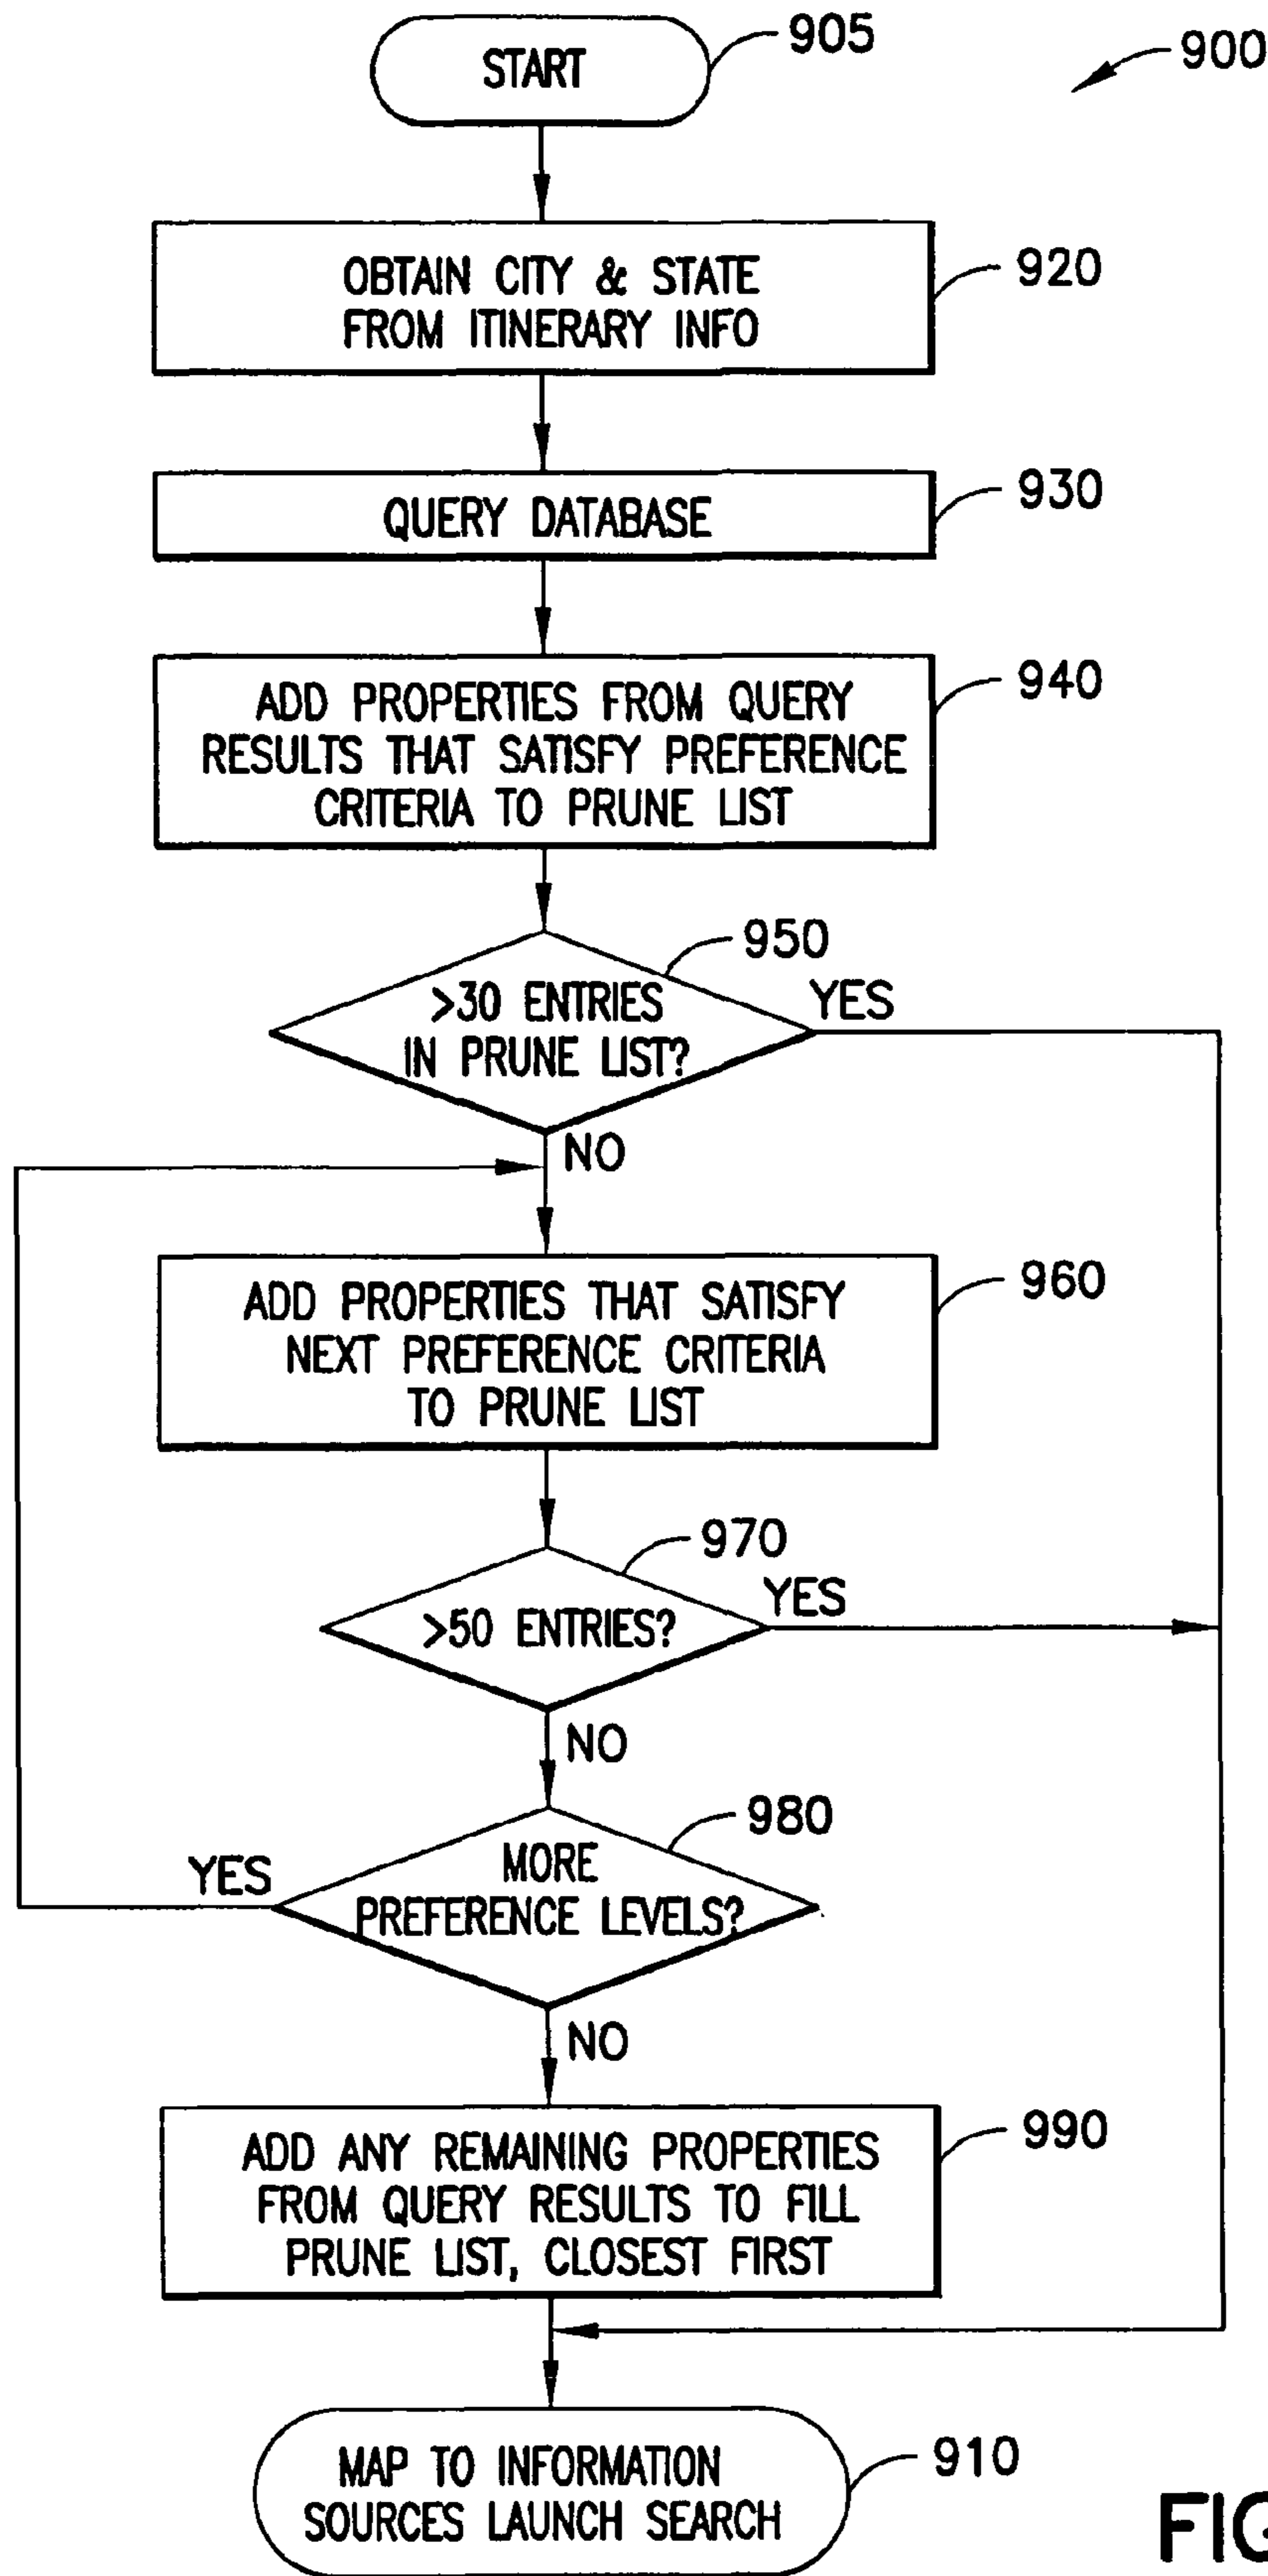 START
905
900
OBTAIN CITY & STATE
FROM ITINERARY INFO
920
QUERY DATABASE
930
ADD PROPERTIES FROM QUERY
RESULTS THAT SATISFY PREFERENCE
CRITERIA TO PRUNE LIST
940
950
>30 ENTRIES
IN PRUNE LIST?
YES
NO
ADD PROPERTIES THAT SATISFY
NEXT PREFERENCE CRITERIA
TO PRUNE LIST
960
970
>50 ENTRIES?
YES
NO
980
MORE
PREFERENCE LEVELS?
YES
NO
ADD ANY REMAINING PROPERTIES
FROM QUERY RESULTS TO FILL
PRUNE LIST, CLOSEST FIRST
990
MAP TO INFORMATION
SOURCES LAUNCH SEARCH
910
FIG